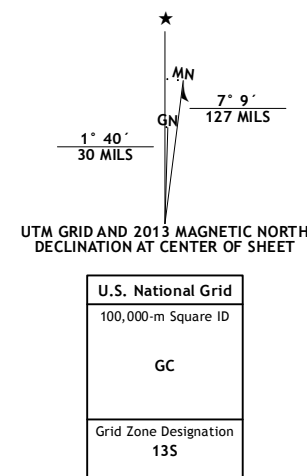 ★
MN
7° 9´
127 MILS
GN
1° 40´
30 MILS
UTM GRID AND 2013 MAGNETIC NORTH
DECLINATION AT CENTER OF SHEET
U.S. National Grid
100,000-m Square ID
GC
Grid Zone Designation
13S